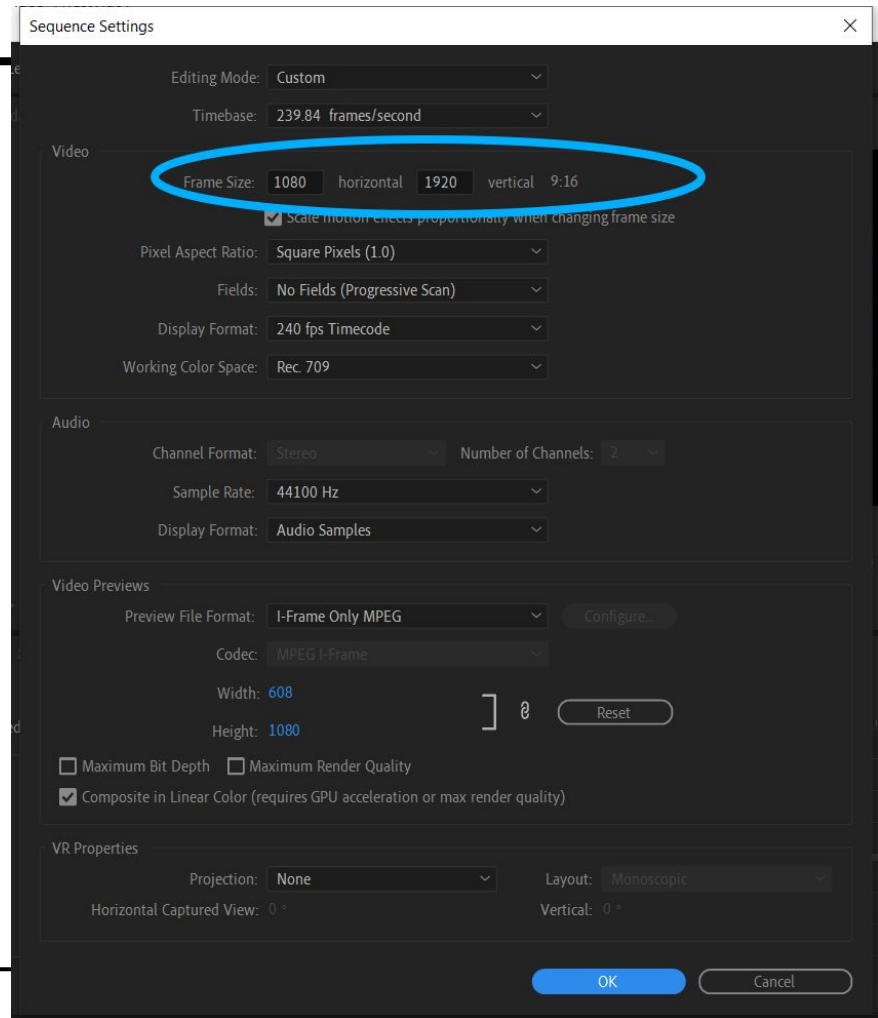 Sequence Settings
Editing Mode: Custom
Timebase: 239.84 frames/second
Video
Frame Size: 1080 horizontal 1920 vertical 9:16
Scale motion effects proportionally when changing frame size
Pixel Aspect Ratio: Square Pixels (1.0)
Fields: No Fields (Progressive Scan)
Display Format: 240 fps Timecode
Working Color Space: Rec. 709
Audio
Channel Format: Stereo Number of Channels: 2
Sample Rate: 44100 Hz
Display Format: Audio Samples
Video Previews
Preview File Format: I-Frame Only MPEG Configure...
Codec: MPEG I-Frame
Width: 608
Height: 1080
Reset
Maximum Bit Depth Maximum Render Quality
Composite in Linear Color (requires GPU acceleration or max render quality)
VR Properties
Projection: None Layout: Monoscopic
Horizontal Captured View: 0 ° Vertical: 0 °
OK Cancel